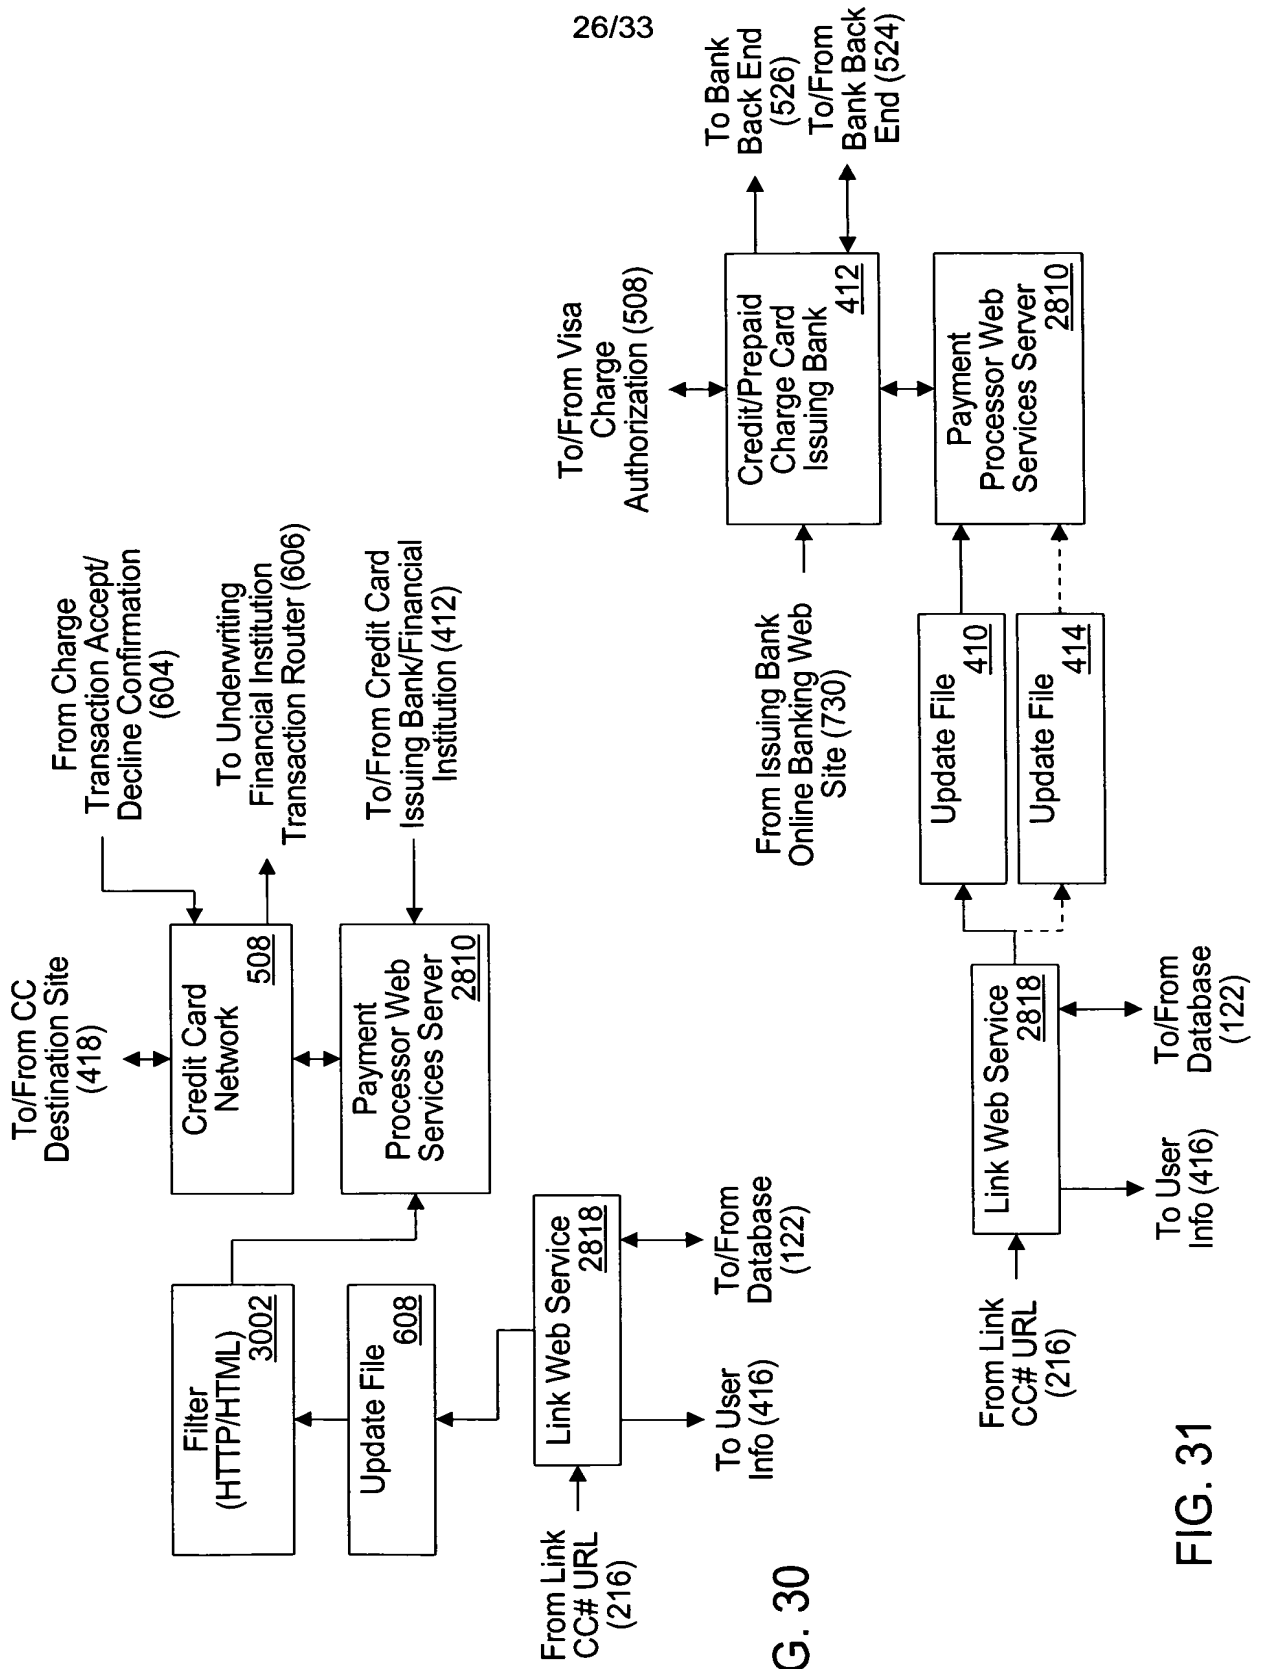 26/33
To/From CC
Destination Site
(418)
From Charge
Transaction Accept/
Decline Confirmation
(604)
Credit Card
Network
508
To Underwriting
Financial Institution
Transaction Router (606)
Filter
(HTTP/HTML)
3002
Payment
Processor Web
Services Server
2810
To/From Credit Card
Issuing Bank/Financial
Institution (412)
Update File
608
From Link
CC# URL
(216)
Link Web Service
2818
To User
Info (416)
To/From
Database
(122)
G. 30
To/From Visa
Charge
Authorization (508)
To Bank
Back End
(526)
To/From
Bank Back
End (524)
Credit/Prepaid
Charge Card
Issuing Bank
412
From Issuing Bank
Online Banking Web
Site (730)
Payment
Processor Web
Services Server
2810
Update File
410
Update File
414
From Link
CC# URL
(216)
Link Web Service
2818
To User
Info (416)
To/From
Database
(122)
FIG. 31